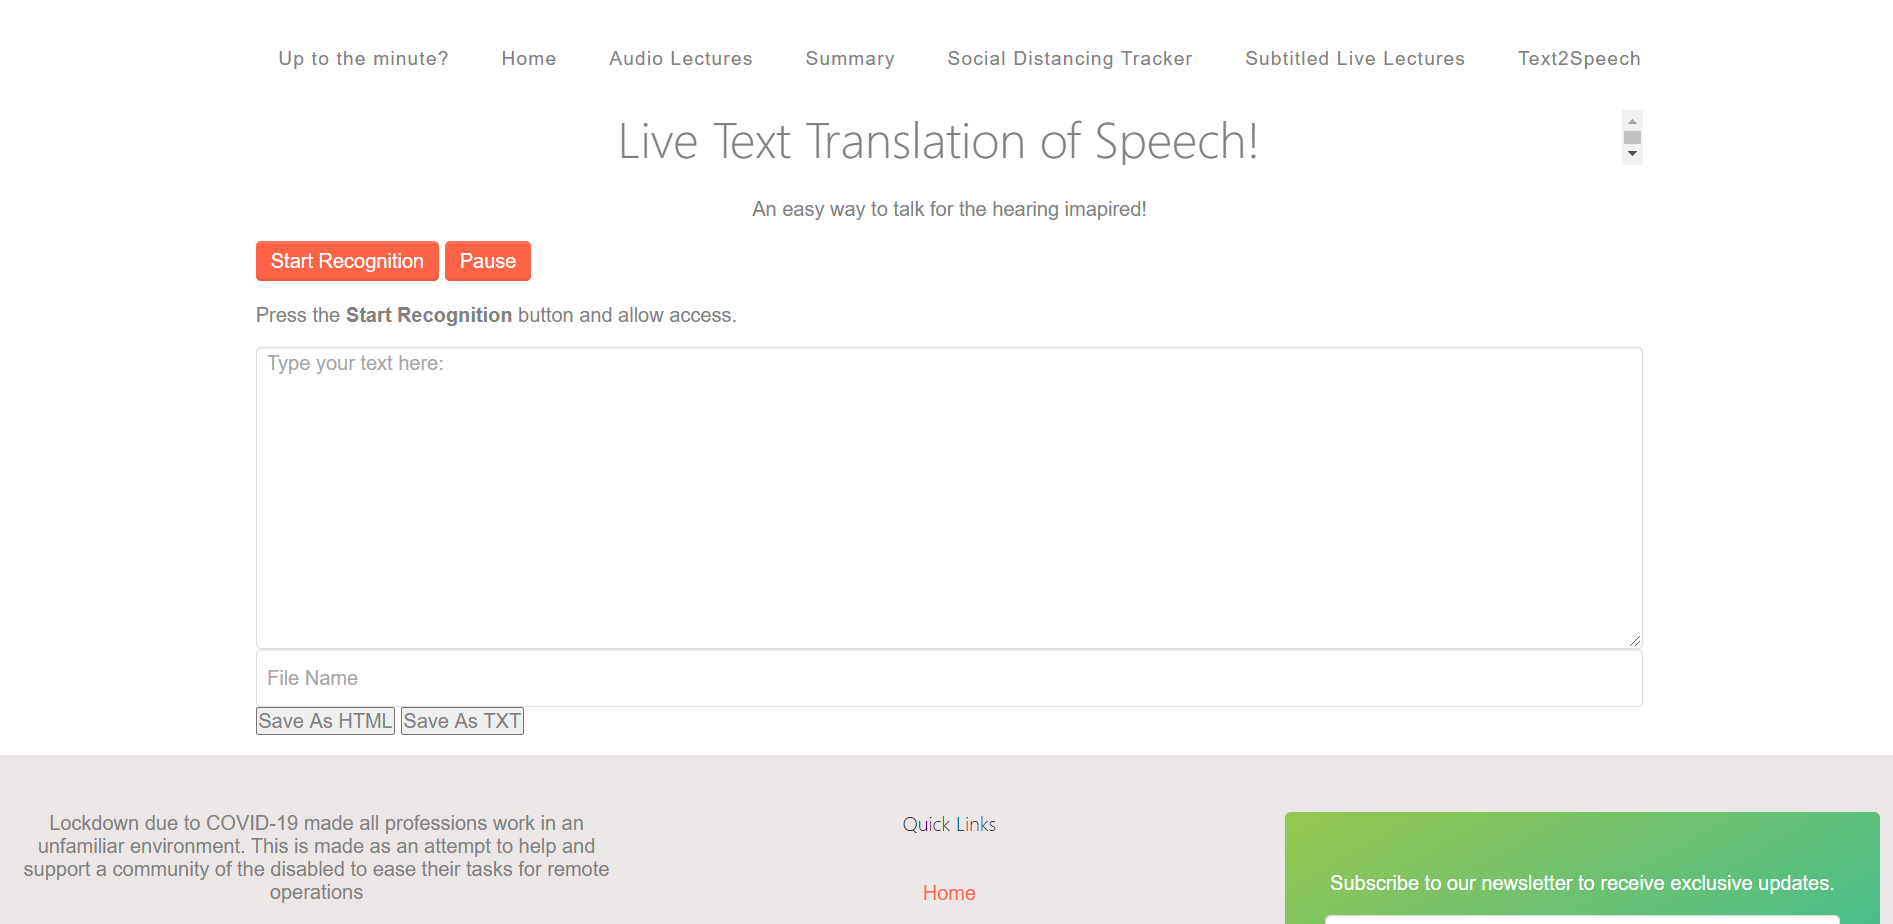 Up to the minute? Home Audio Lectures Summary Social Distancing Tracker Subtitled Live Lectures Text2Speech
Live Text Translation of Speech!
An easy way to talk for the hearing imapired!
Start Recognition Pause
Press the Start Recognition button and allow access.
Type your text here:
File Name
Save As HTML Save As TXT
Lockdown due to COVID-19 made all professions work in an
unfamiliar environment. This is made as an attempt to help and
support a community of the disabled to ease their tasks for remote
operations
Quick Links
Home
Subscribe to our newsletter to receive exclusive updates.